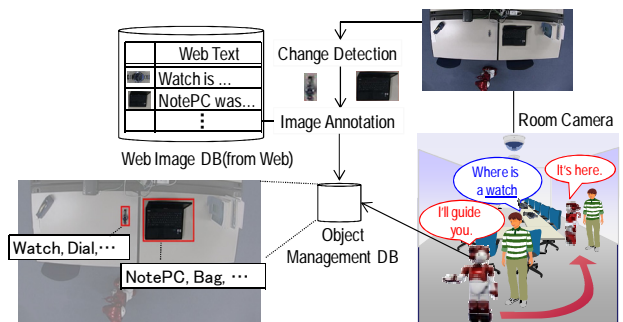 Web Text
Watch is ...
NotePC was...
⋮
Web Image DB(from Web)
Change Detection
Image Annotation
Room Camera
Where is
a watch
It's here.
I'll guide
you.
Object
Management DB
Watch, Dial,⋯
NotePC, Bag, ⋯